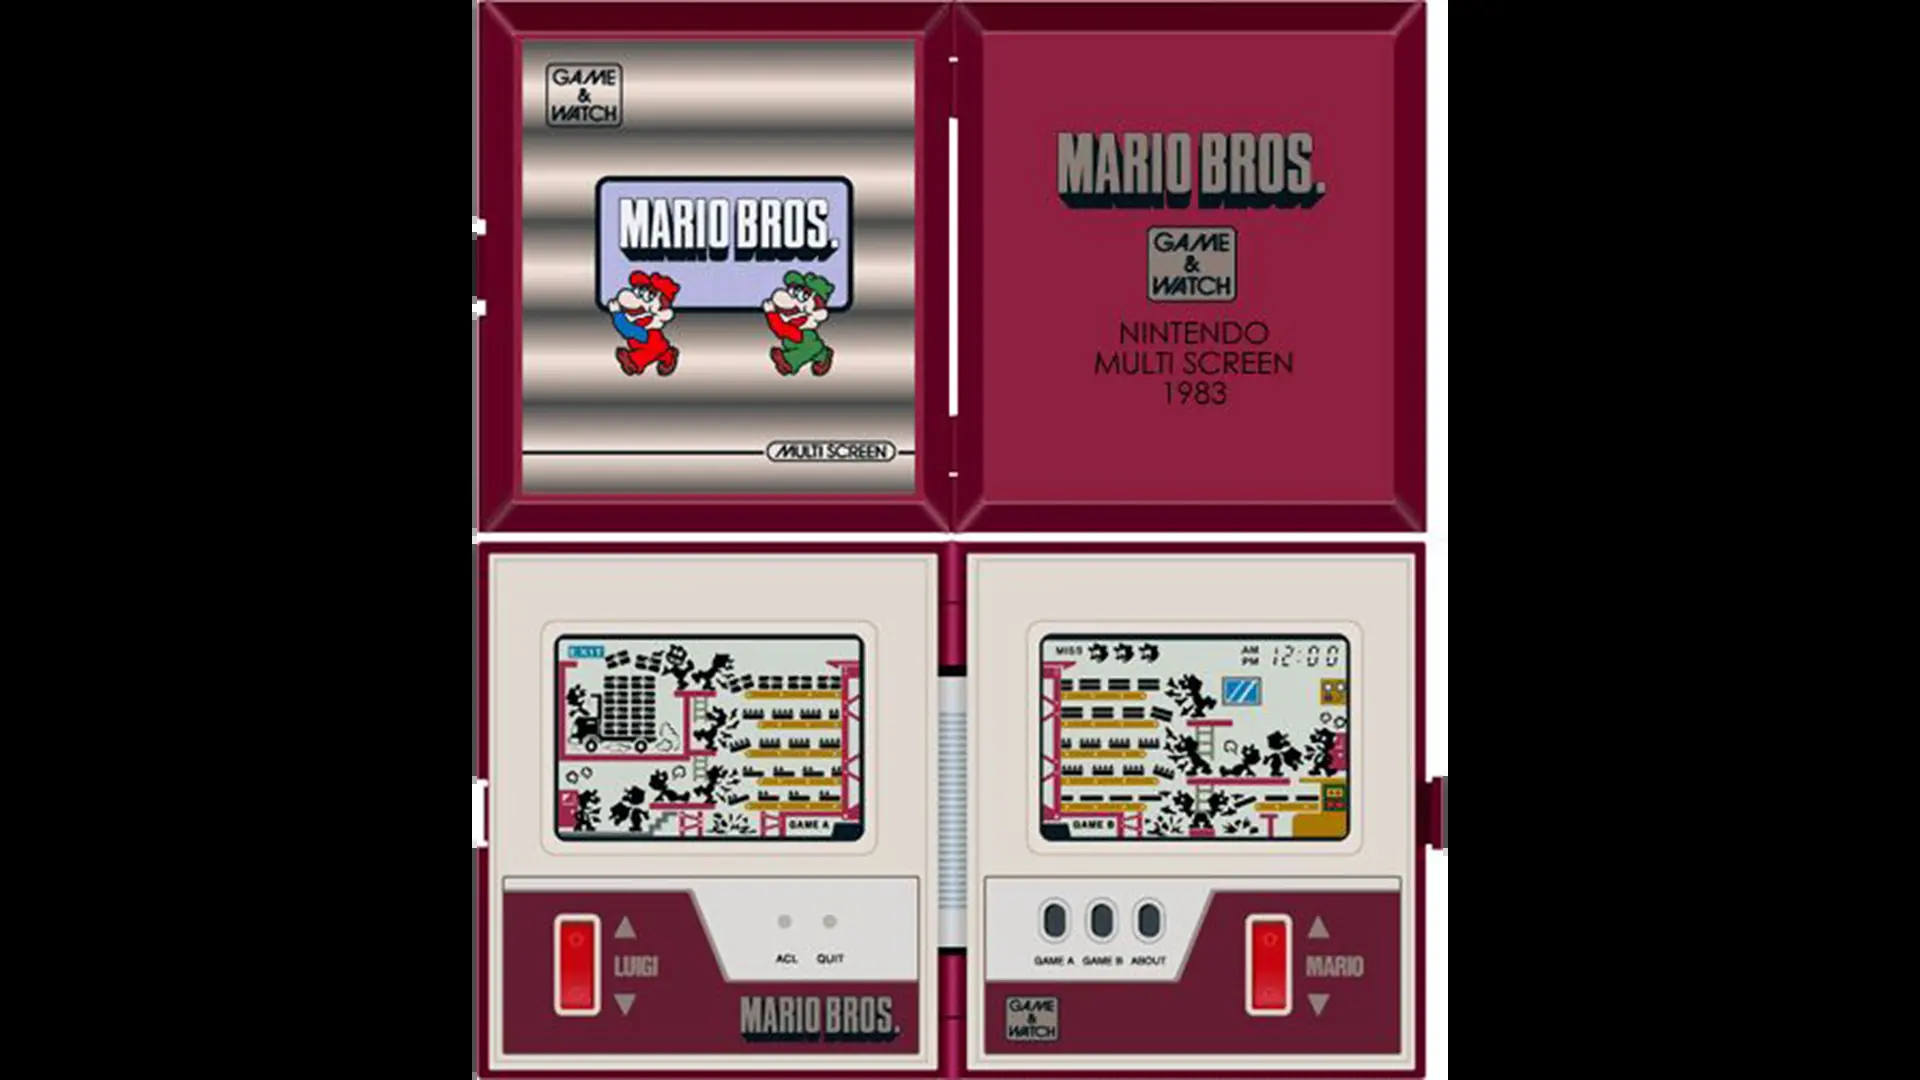 GAME
&
WATCH
MARIO BROS.
MULTI SCREEN
MARIO BROS.
GAME
&
WATCH
NINTENDO
MULTI SCREEN
1983
EXIT
GAME A
MISS
AM
PM
12:00
GAME B
LUIGI
ACL QUIT
MARIO BROS.
GAME A GAME B ABOUT
MARIO
GAME
&
WATCH